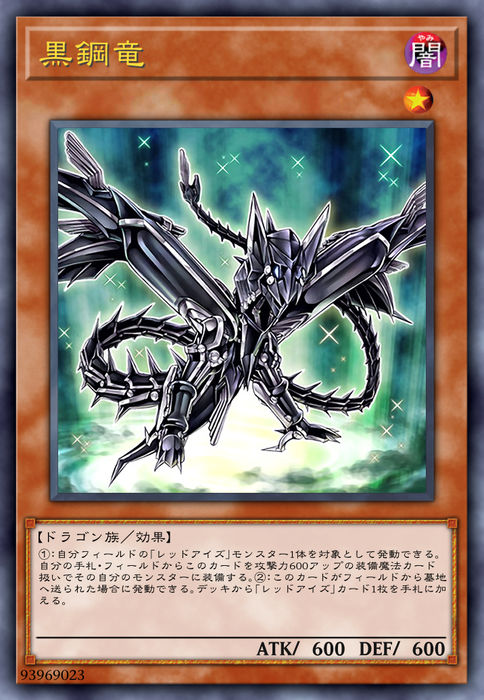 黒鋼竜
やみ
闇
【ドラゴン族／効果】
①:自分フィールドの「レッドアイズ」モンスター1体を対象として発動できる。
自分の手札・フィールドからこのカードを攻撃力600アップの装備魔法カード
扱いでその自分のモンスターに装備する。②:このカードがフィールドから墓地
へ送られた場合に発動できる。デッキから「レッドアイズ」カード1枚を手札に加
える。
ATK/ 600 DEF/ 600
93969023